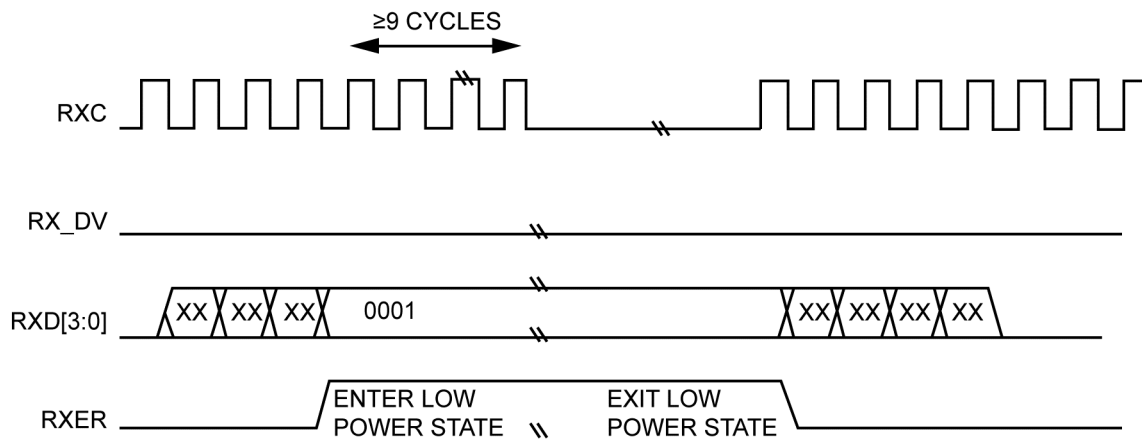 ≥9 CYCLES
RXC
RX_DV
XX XX XX 0001 XX XX XX XX
RXD[3:0]
ENTER LOW
POWER STATE
EXIT LOW
POWER STATE
RXER